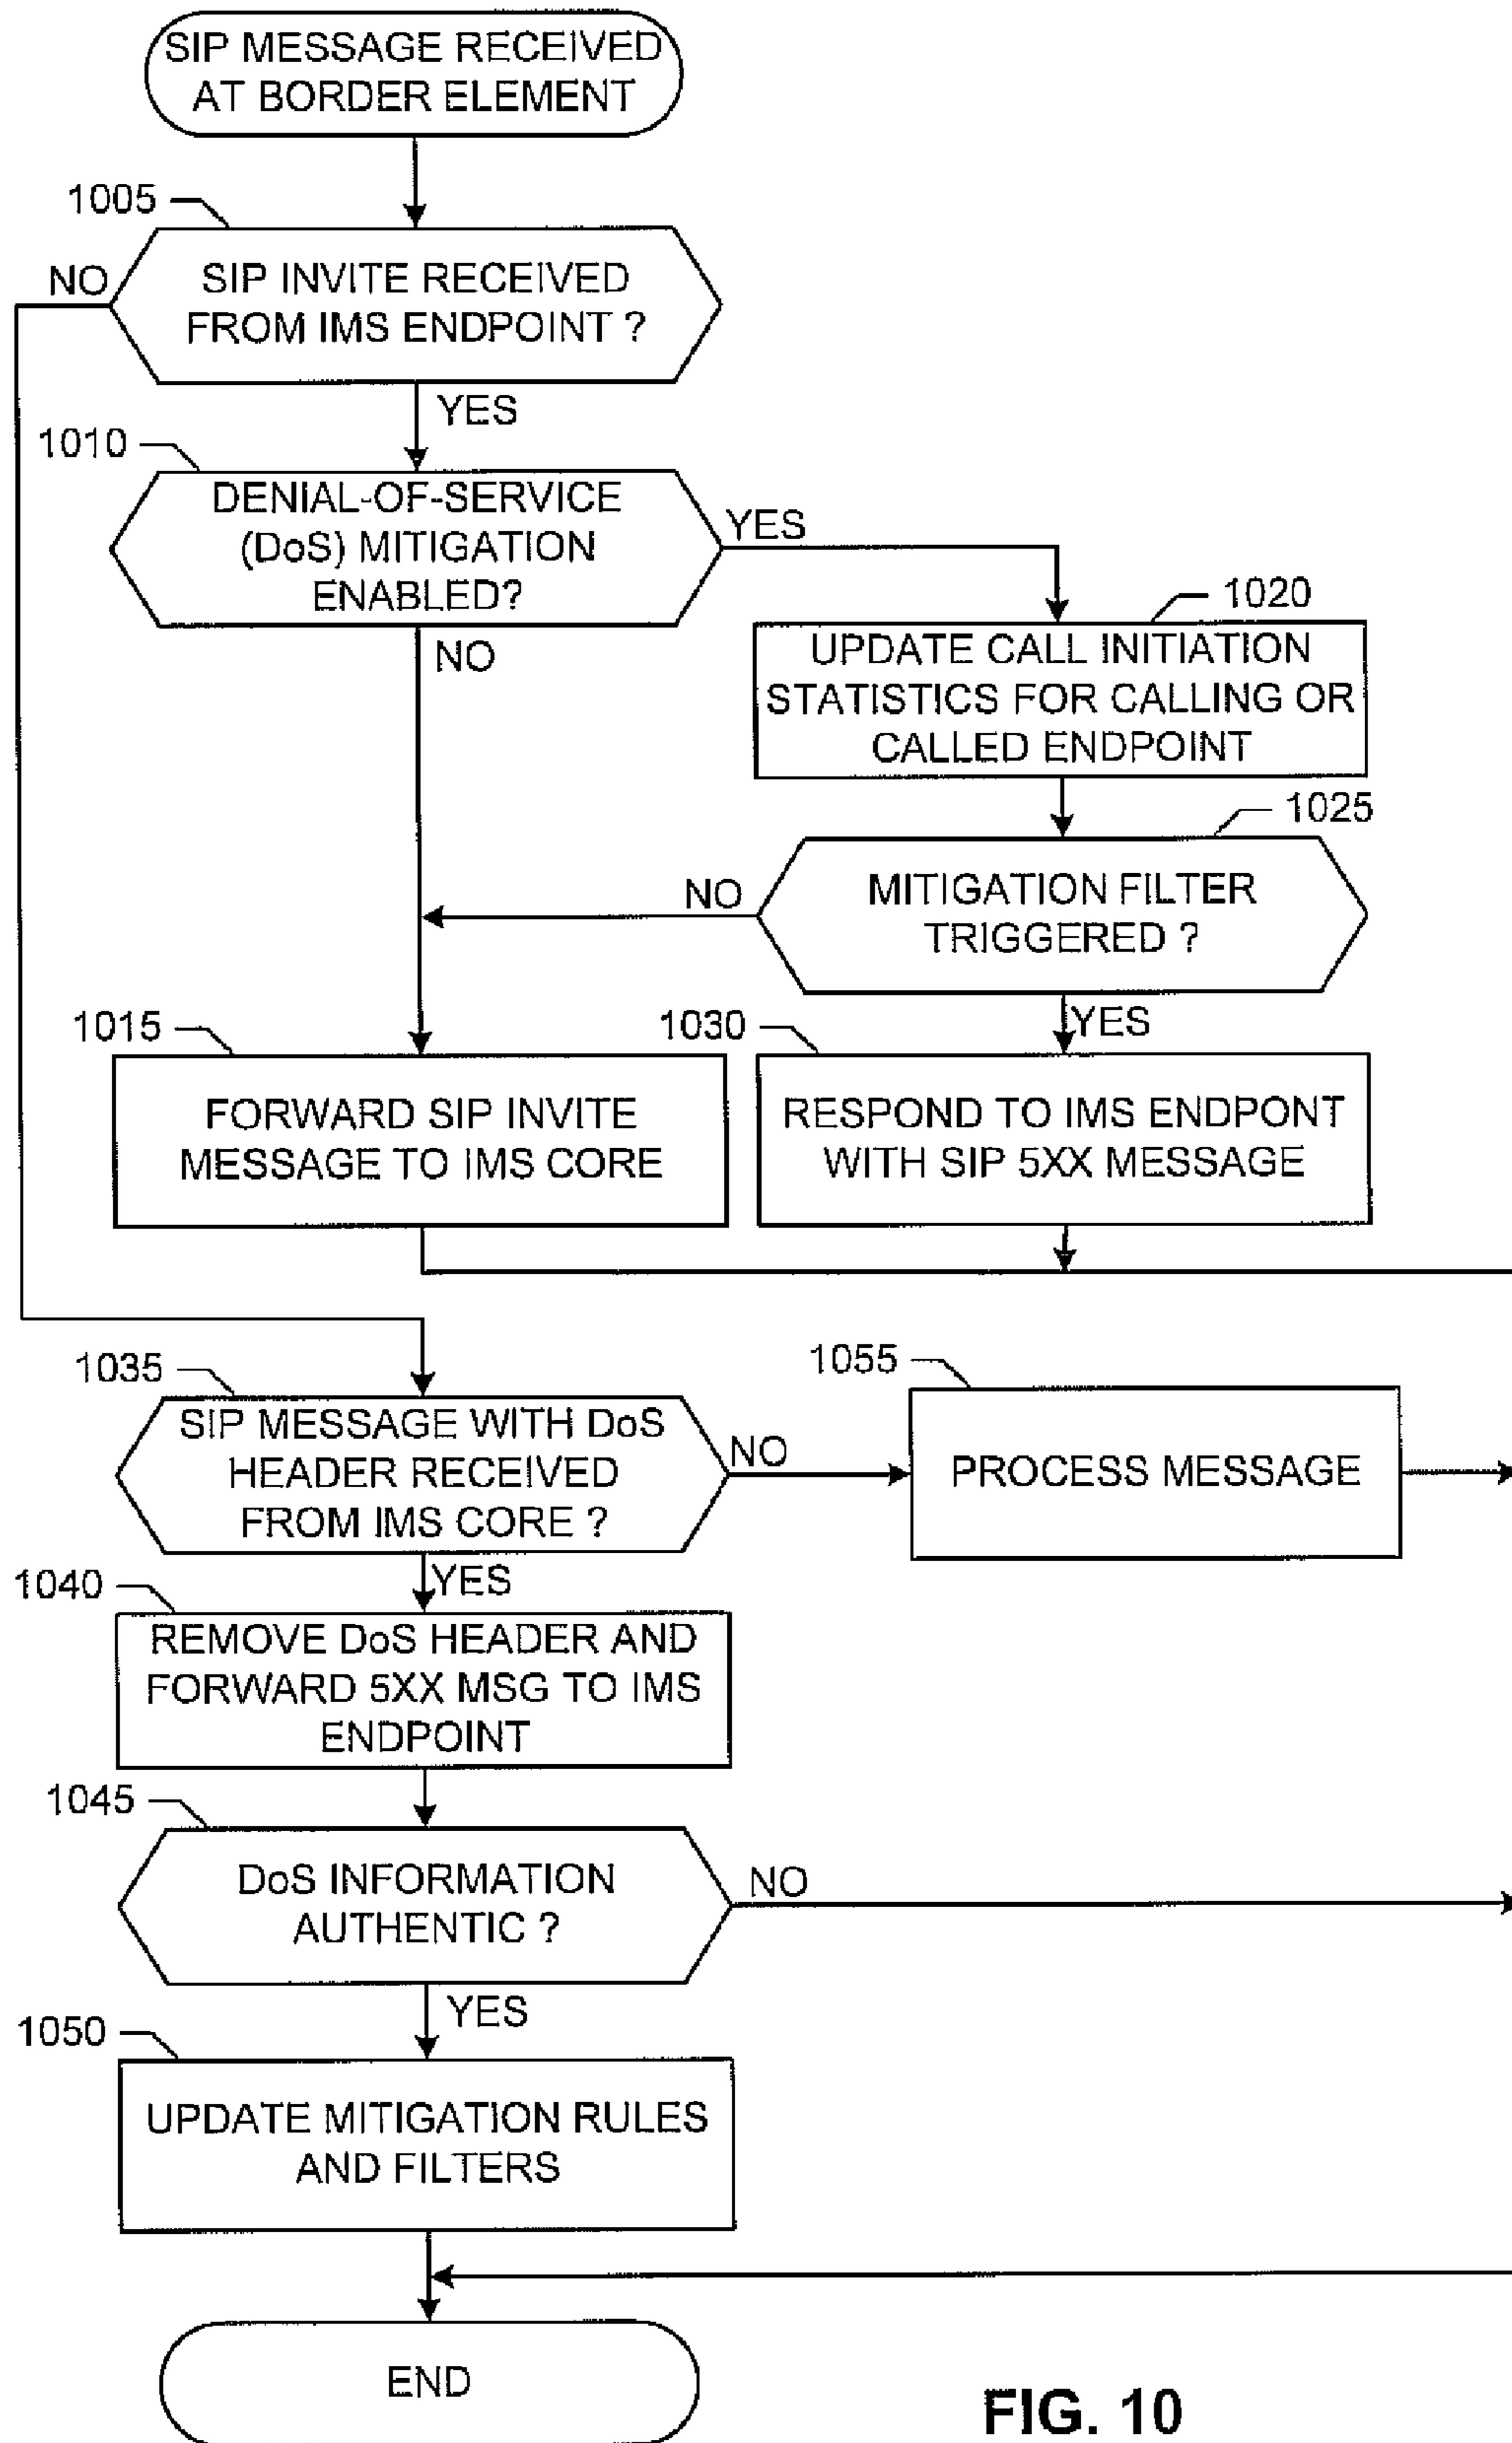 SIP MESSAGE RECEIVED
AT BORDER ELEMENT
1005
NO
SIP INVITE RECEIVED
FROM IMS ENDPOINT ?
YES
1010
DENIAL-OF-SERVICE
(DoS) MITIGATION
ENABLED?
YES
NO
1020
UPDATE CALL INITIATION
STATISTICS FOR CALLING OR
CALLED ENDPOINT
1025
NO
MITIGATION FILTER
TRIGGERED ?
YES
1015
FORWARD SIP INVITE
MESSAGE TO IMS CORE
1030
RESPOND TO IMS ENDPONT
WITH SIP 5XX MESSAGE
1035
SIP MESSAGE WITH DoS
HEADER RECEIVED
FROM IMS CORE ?
NO
1055
PROCESS MESSAGE
YES
1040
REMOVE DoS HEADER AND
FORWARD 5XX MSG TO IMS
ENDPOINT
1045
DoS INFORMATION
AUTHENTIC ?
NO
YES
1050
UPDATE MITIGATION RULES
AND FILTERS
END
FIG. 10